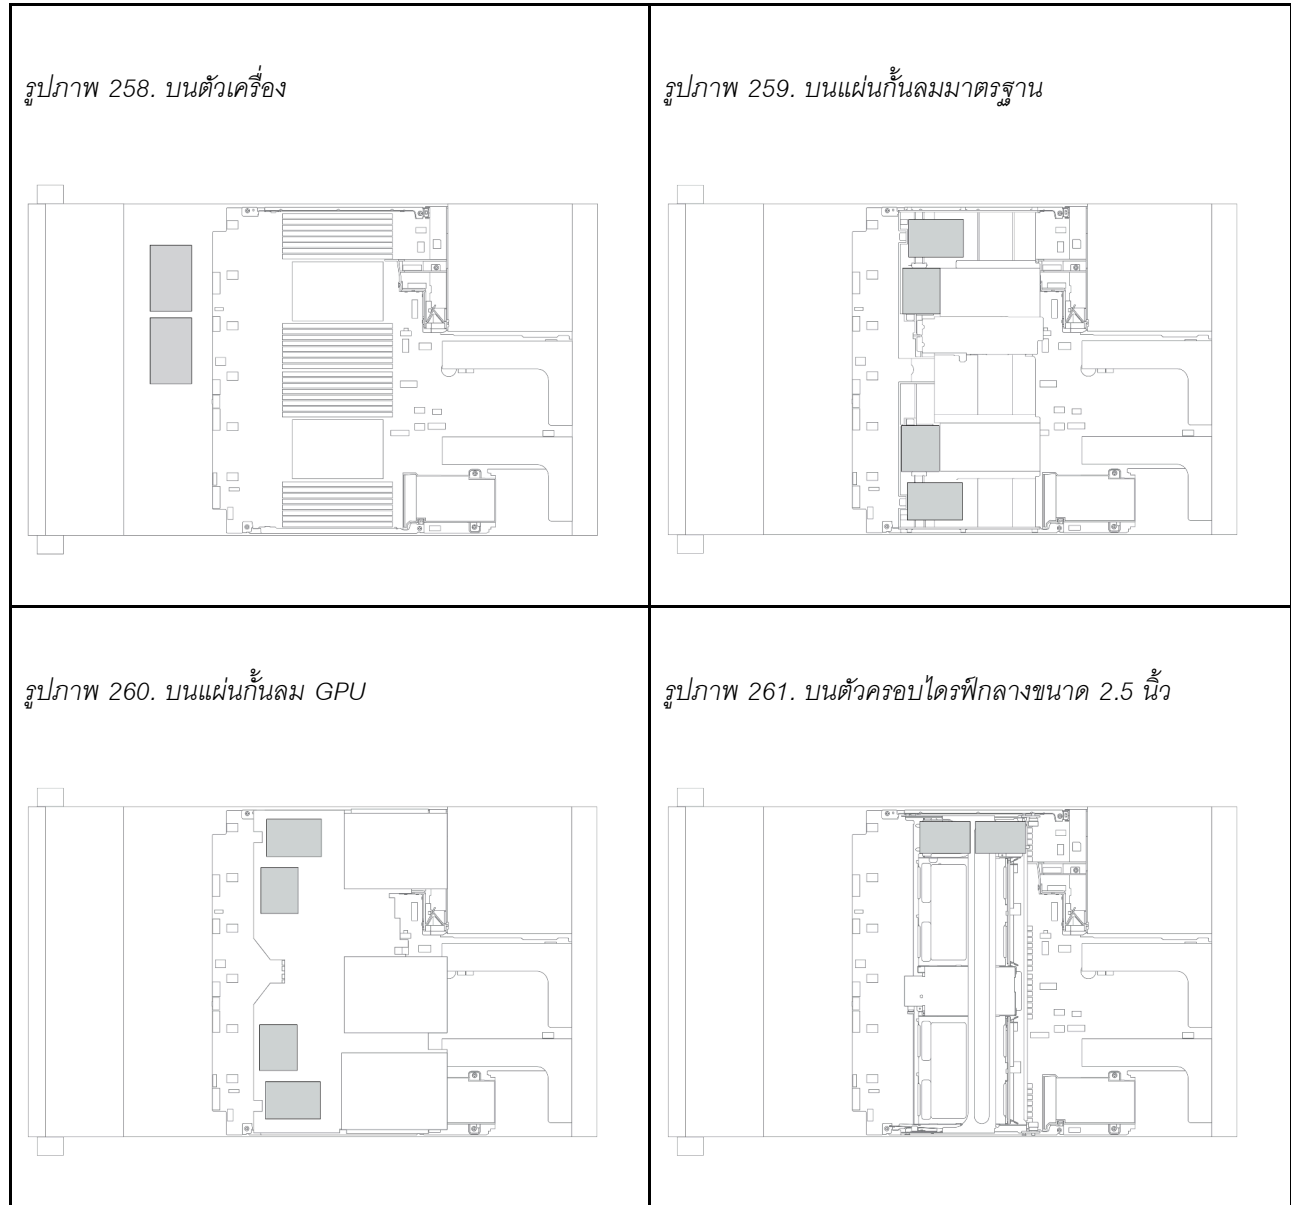 รูปภาพ 258. บนตัวเครื่อง
รูปภาพ 259. บนแผ่นกั้นลมมาตรฐาน
รูปภาพ 260. บนแผ่นกั้นลม GPU
รูปภาพ 261. บนตัวครอบไดรฟ์กลางขนาด 2.5 นิ้ว